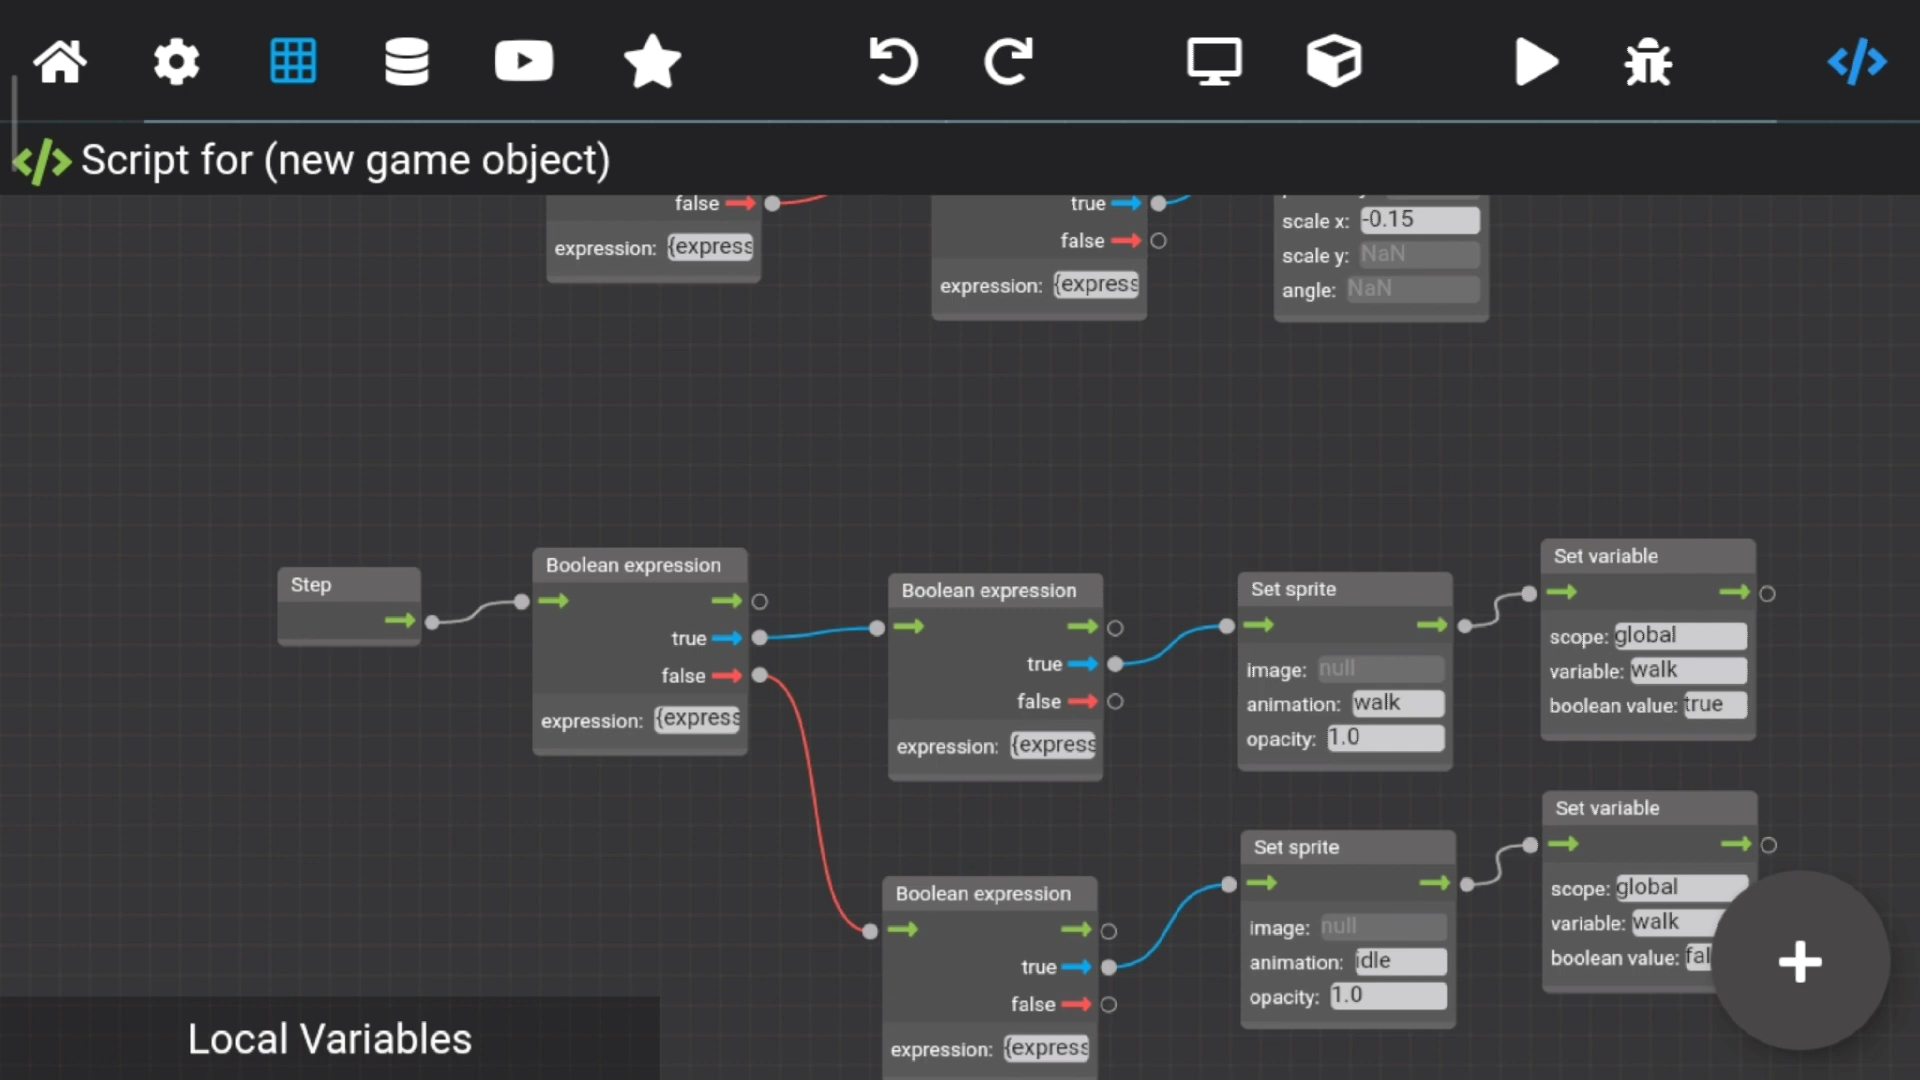 Script for (new game object)
false
expression: {express
true
false
expression: {express
scale x: -0.15
scale y: NaN
angle: NaN
Step
Boolean expression
true
false
expression: {express
Boolean expression
true
false
expression: {express
Set sprite
image: null
animation: walk
opacity: 1.0
Set variable
scope: global
variable: walk
boolean value: true
Boolean expression
true
false
expression: {express
Set sprite
image: null
animation: idle
opacity: 1.0
Set variable
scope: global
variable: walk
boolean value: fal
Local Variables